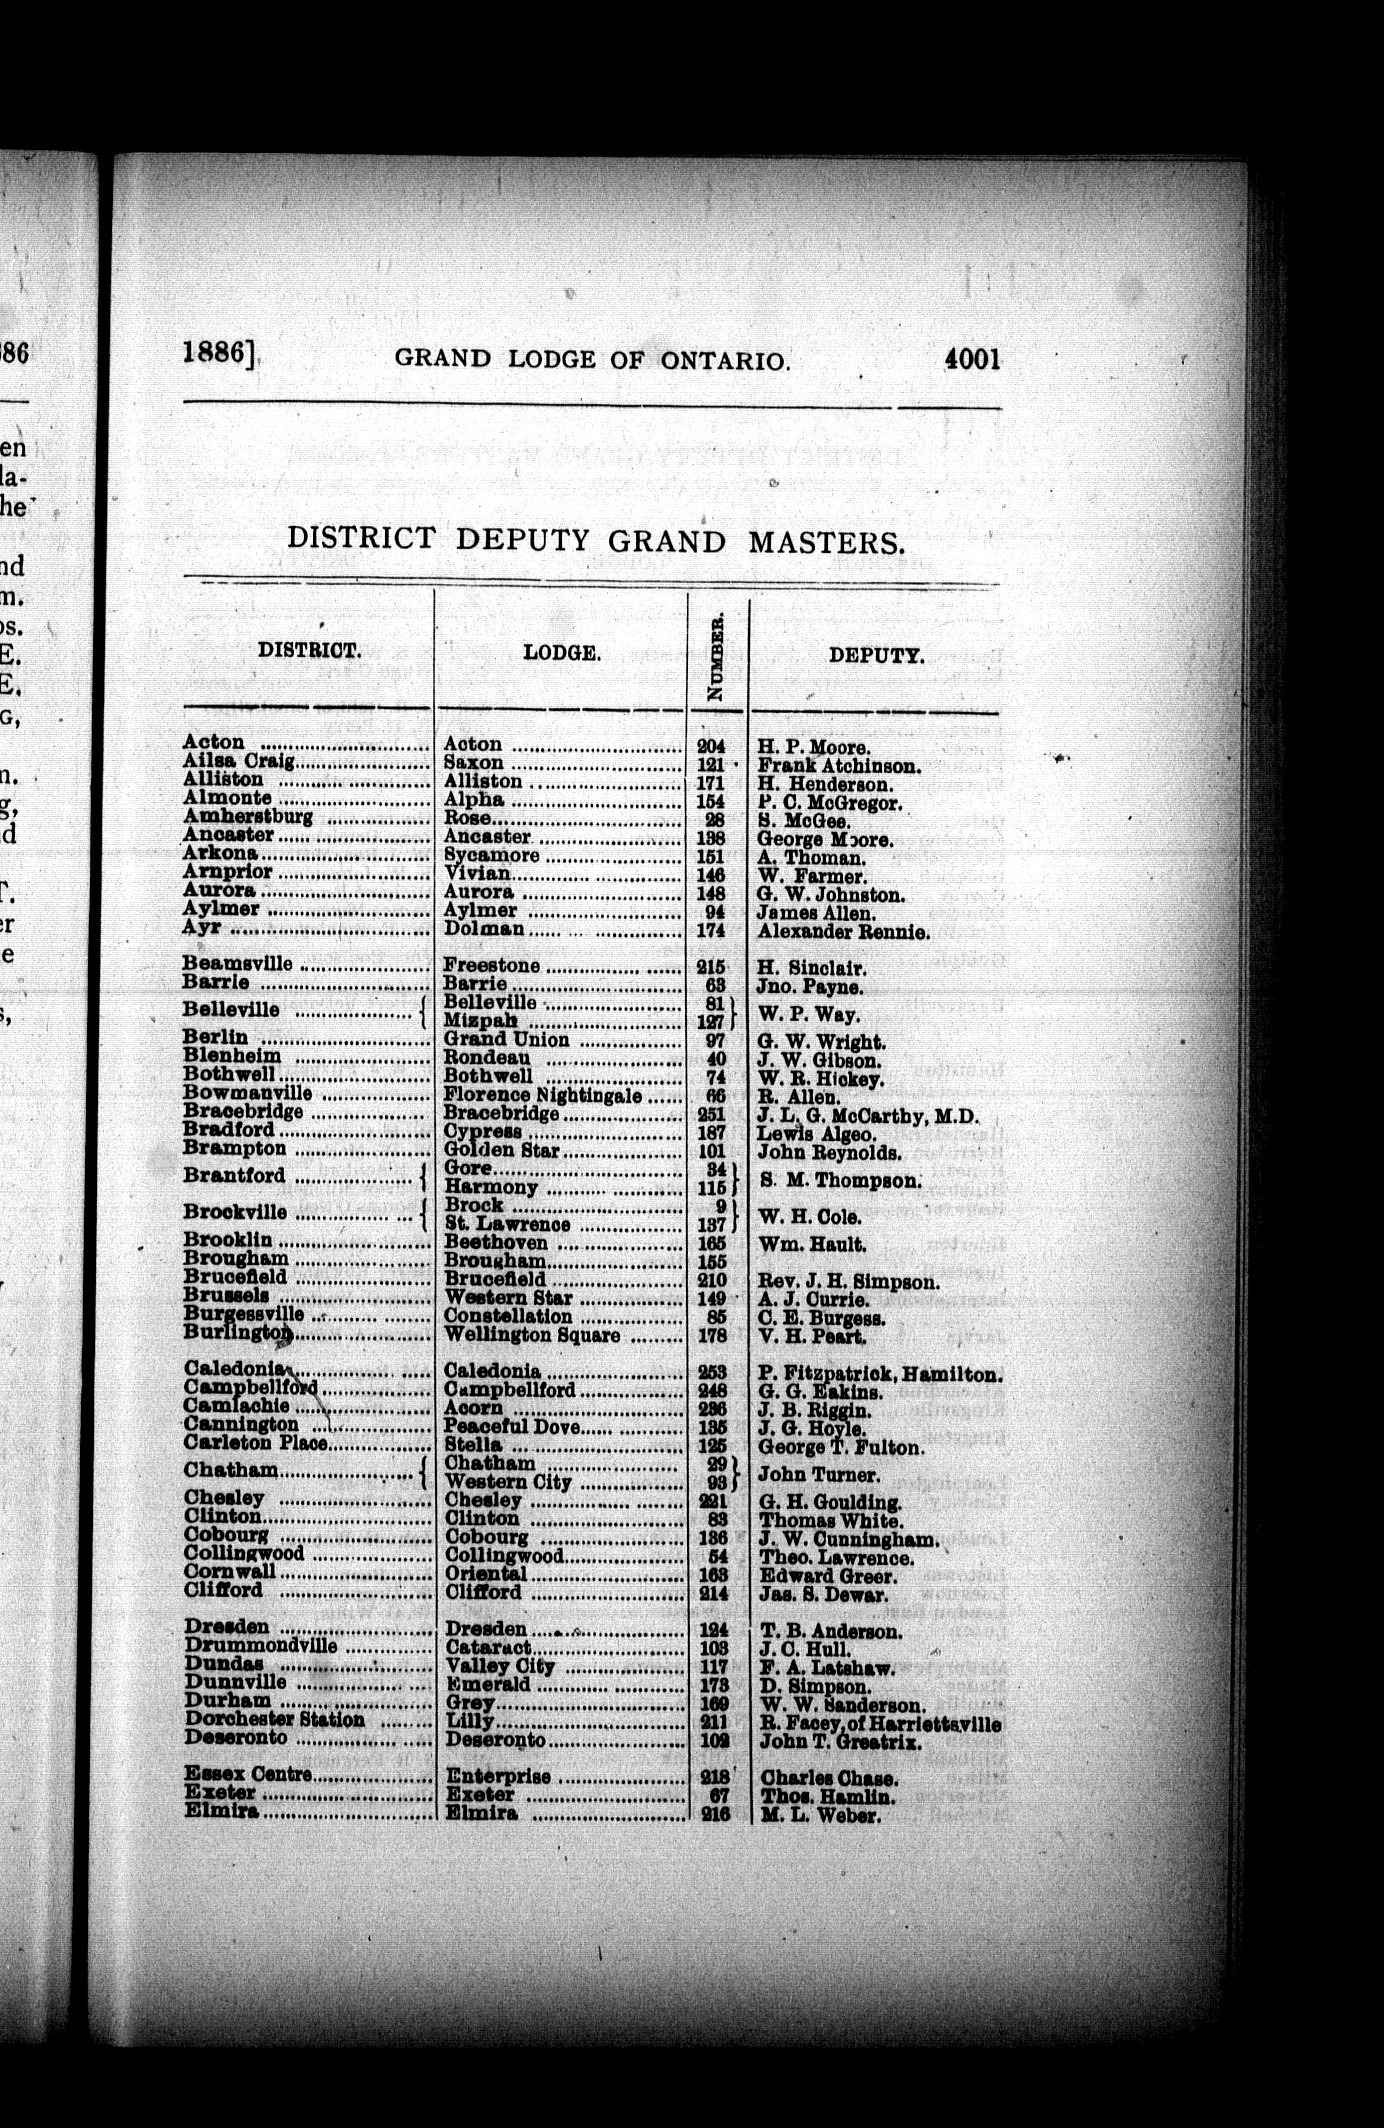 1886] GRAND LODGE OF ONTARIO. 4001
DISTRICT DEPUTY GRAND MASTERS.
DISTRICT. LODGE. NUMBER. DEPUTY.
Acton Acton 204 H. P. Moore.
Ailsa Craig Saxon 121 Frank Atchinson.
Alliston Alliston 171 H. Henderson.
Almonte Alpha 154 P. C. McGregor.
Amherstburg Rose 28 S. McGee.
Ancaster Ancaster 138 George Moore.
Arkona Sycamore 151 A. Thoman.
Arnprior Vivian 146 W. Farmer.
Aurora Aurora 148 G. W. Johnston.
Aylmer Aylmer 94 James Allen.
Ayr Dolman 174 Alexander Rennie.
Beamsville Freestone 215 H. Sinclair.
Barrie Barrie 63 Jno. Payne.
Belleville { Belleville 81 } W. P. Way.
Mizpah 127
Berlin Grand Union 97 G. W. Wright.
Blenheim Rondeau 40 J. W. Gibson.
Bothwell Bothwell 74 W. R. Hickey.
Bowmanville Florence Nightingale 66 R. Allen.
Bracebridge Bracebridge 251 J. L. G. McCarthy, M.D.
Bradford Cypress 187 Lewis Algeo.
Brampton Golden Star 101 John Reynolds.
Brantford { Gore 34 } S. M. Thompson.
Harmony 115
Brockville { Brock 9 } W. H. Cole.
St. Lawrence 137
Brooklin Beethoven 165 Wm. Hault.
Brougham Brougham 155
Brucefield Brucefield 210 Rev. J. H. Simpson.
Brussels Western Star 149 A. J. Currie.
Burgessville Constellation 85 C. E. Burgess.
Burlington Wellington Square 178 V. H. Peart.
Caledonia Caledonia 253 P. Fitzpatrick, Hamilton.
Campbellford Campbellford 248 G. G. Eakins.
Camlachie Acorn 236 J. B. Riggin.
Cannington Peaceful Dove 135 J. G. Hoyle.
Carleton Place Stella 125 George T. Fulton.
Chatham { Chatham 29 } John Turner.
Western City 93
Chesley Chesley 221 G. H. Goulding.
Clinton Clinton 83 Thomas White.
Cobourg Cobourg 136 J. W. Cunningham.
Collingwood Collingwood 54 Theo. Lawrence.
Cornwall Oriental 163 Edward Greer.
Clifford Clifford 214 Jas. S. Dewar.
Dresden Dresden 124 T. B. Anderson.
Drummondville Cataract 103 J. C. Hull.
Dundas Valley City 117 F. A. Latshaw.
Dunnville Emerald 173 D. Simpson.
Durham Grey 169 W. W. Sanderson.
Dorchester Station Lilly 211 R. Facey, of Harriettsville
Deseronto Deseronto 102 John T. Greatrix.
Essex Centre Enterprise 218 Charles Chase.
Exeter Exeter 67 Thos. Hamlin.
Elmira Elmira 216 M. L. Weber.